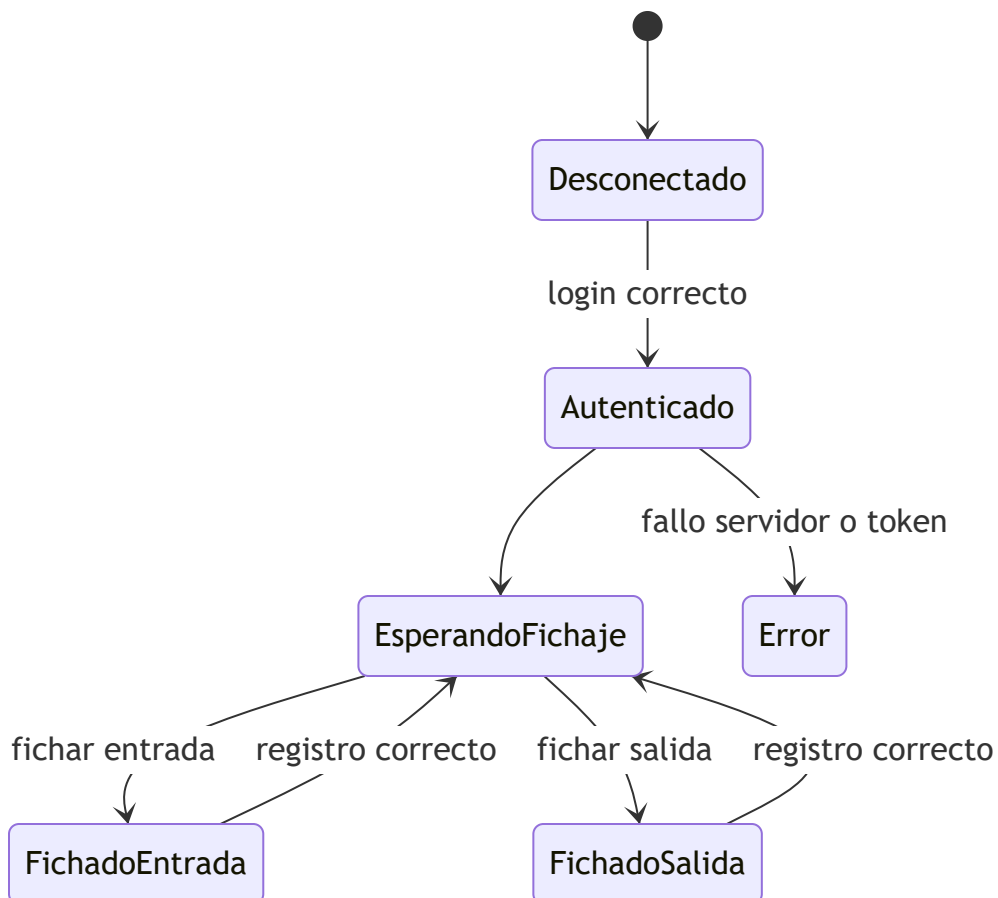 Desconectado
login correcto
Autenticado
fallo servidor o token
EsperandoFichaje
Error
fichar entrada
registro correcto
fichar salida
registro correcto
FichadoEntrada
FichadoSalida